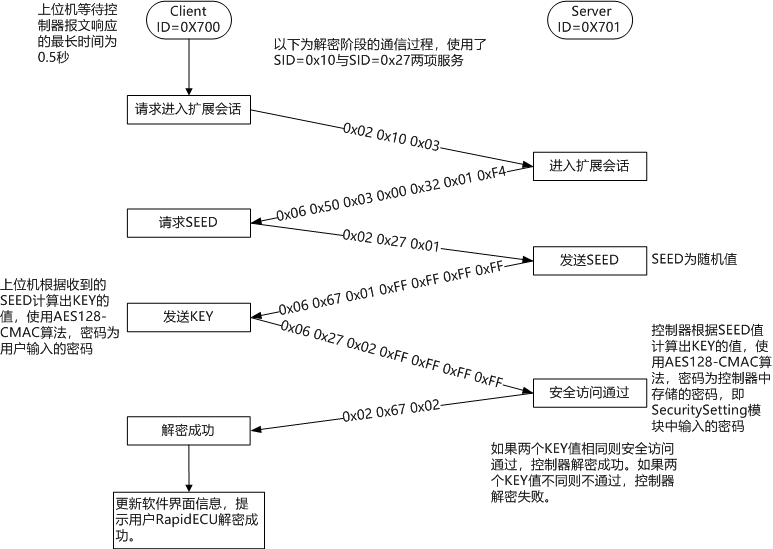 上位机等待控
制器报文响应
的最长时间为
0.5秒
Client
ID=0X700
Server
ID=0X701
以下为解密阶段的通信过程，使用了
SID=0x10与SID=0x27两项服务
请求进入扩展会话
0x02 0x10 0x03
进入扩展会话
0x06 0x50 0x03 0x00 0x32 0x01 0xF4
请求SEED
0x02 0x27 0x01
发送SEED
SEED为随机值
0x06 0x67 0x01 0xFF 0xFF 0xFF 0xFF
上位机根据收到的
SEED计算出KEY的
值，使用AES128-
CMAC算法，密码为
用户输入的密码
发送KEY
0x06 0x27 0x02 0xFF 0xFF 0xFF 0xFF
控制器根据SEED值
计算出KEY的值，使
用AES128-CMAC算
法，密码为控制器中
存储的密码，即
SecuritySetting模
块中输入的密码
安全访问通过
0x02 0x67 0x02
解密成功
如果两个KEY值相同则安全访问
通过，控制器解密成功。如果两
个KEY值不同则不通过，控制器
解密失败。
更新软件界面信息，提
示用户RapidECU解密成
功。